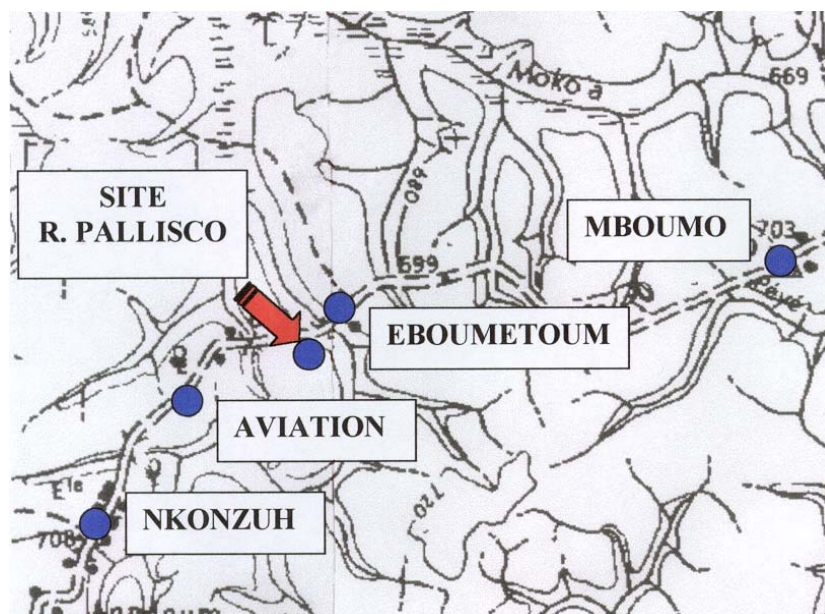 Moko a
669
SITE
R. PALLISCO
680
MBOUMO
703
699
EBOUMETOUM
AVIATION
720
NKONZUH
708